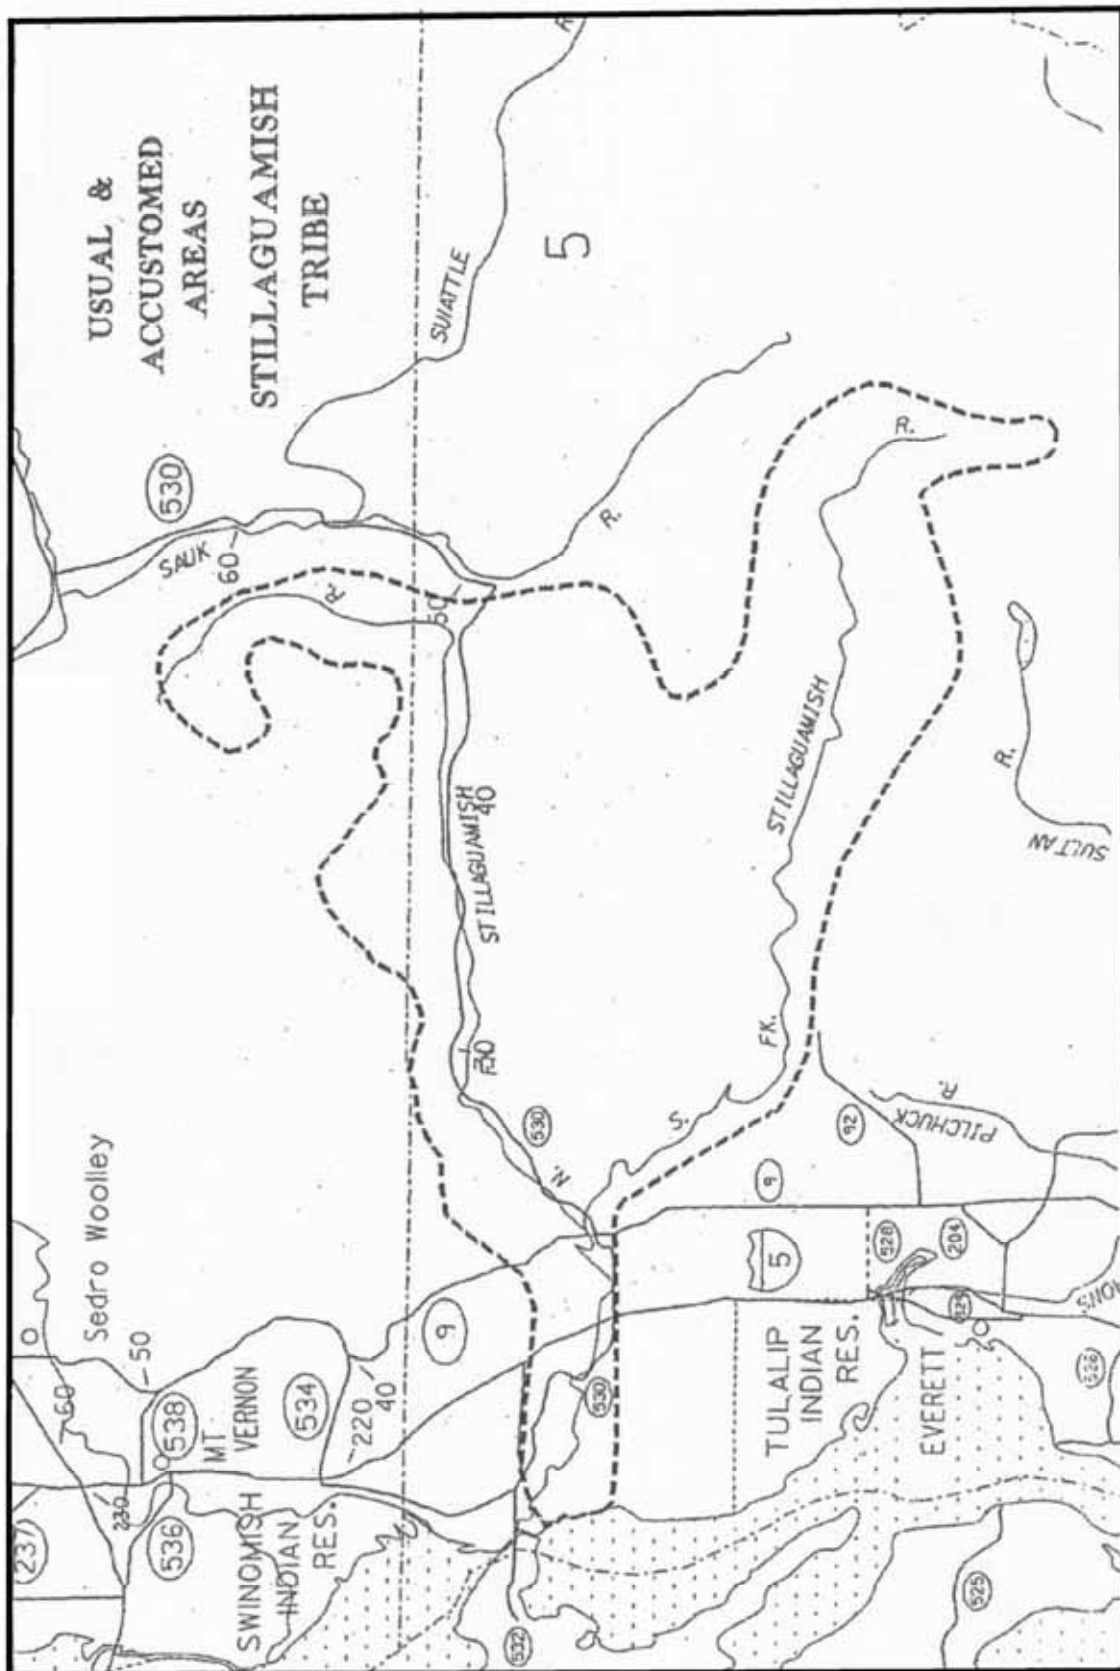 USUAL &
ACCUSTOMED
AREAS
STILLAGUAMISH
TRIBE
530
SAUK
60
R.
50
SUIATTLE
R
5
R.
R.
STILLAGUAMISH
40
STILLAGUAMISH
R.
SULTAN
30
530
N.
S.
FK.
92
R.
PILCHUCK
9
Sedro Woolley
50
60
538
MT
VERNON
534
220
40
9
5
528
204
529
530
TULALIP
INDIAN
RES.
EVERETT
526
237
230
536
SWINOMISH
INDIAN
RES.
532
525